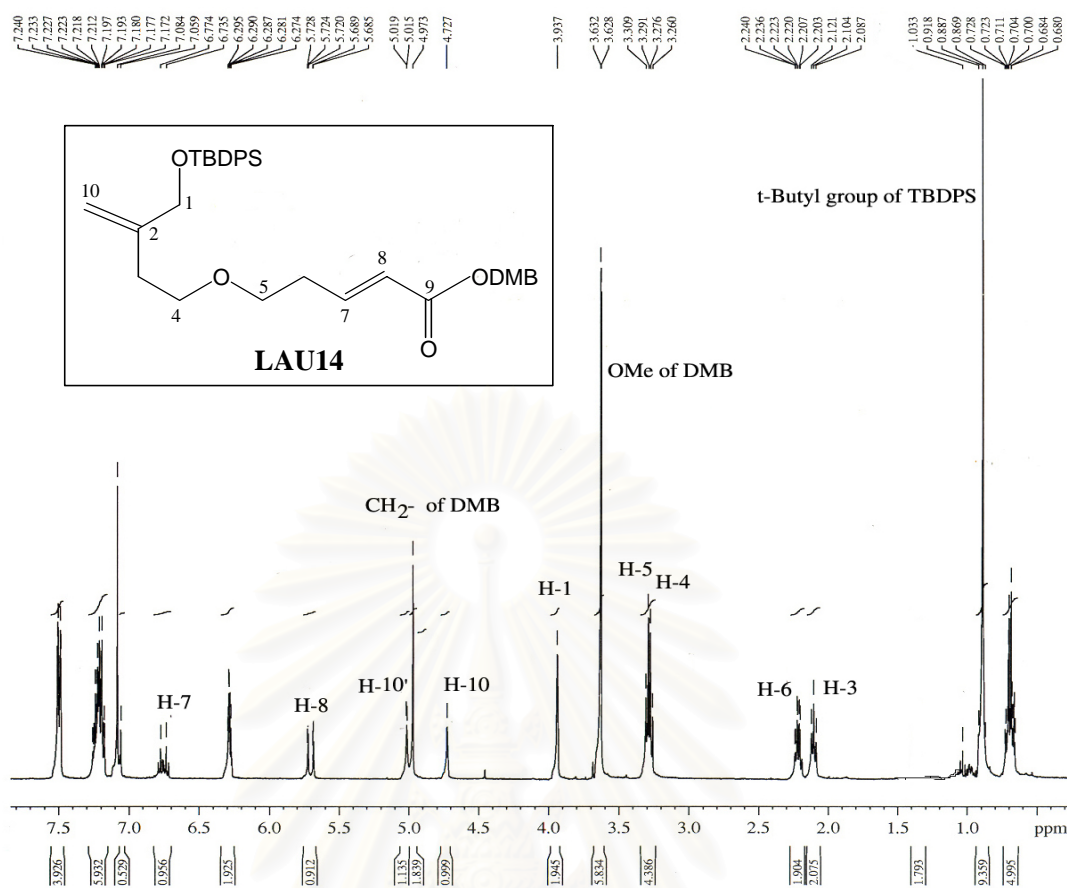 7.240 7.233 7.227 7.223 7.218 7.212 7.197 7.193 7.180 7.177 7.172 7.084 7.059 6.774 6.735 6.295 6.290 6.287 6.281 6.274 5.728 5.724 5.720 5.689 5.685 5.019 5.015 4.973 4.727 3.937 3.632 3.628 3.309 3.291 3.276 3.260 2.240 2.236 2.223 2.220 2.207 2.203 2.121 2.104 2.087 1.033 0.918 0.887 0.869 0.728 0.723 0.711 0.704 0.700 0.684 0.680
OTBDPS
10
1
2
O
8
ODMB
5
9
4
7
O
LAU14
t-Butyl group of TBDPS
OMe of DMB
CH2- of DMB
H-1
H-5
H-4
H-7
H-8
H-10'
H-10
H-6
H-3
7.5 7.0 6.5 6.0 5.5 5.0 4.5 4.0 3.5 3.0 2.5 2.0 1.5 1.0 ppm
3.926 5.932 0.529 0.956 1.925 0.912 1.135 1.839 0.999 1.945 5.834 4.386 1.904 2.075 1.793 9.359 4.995